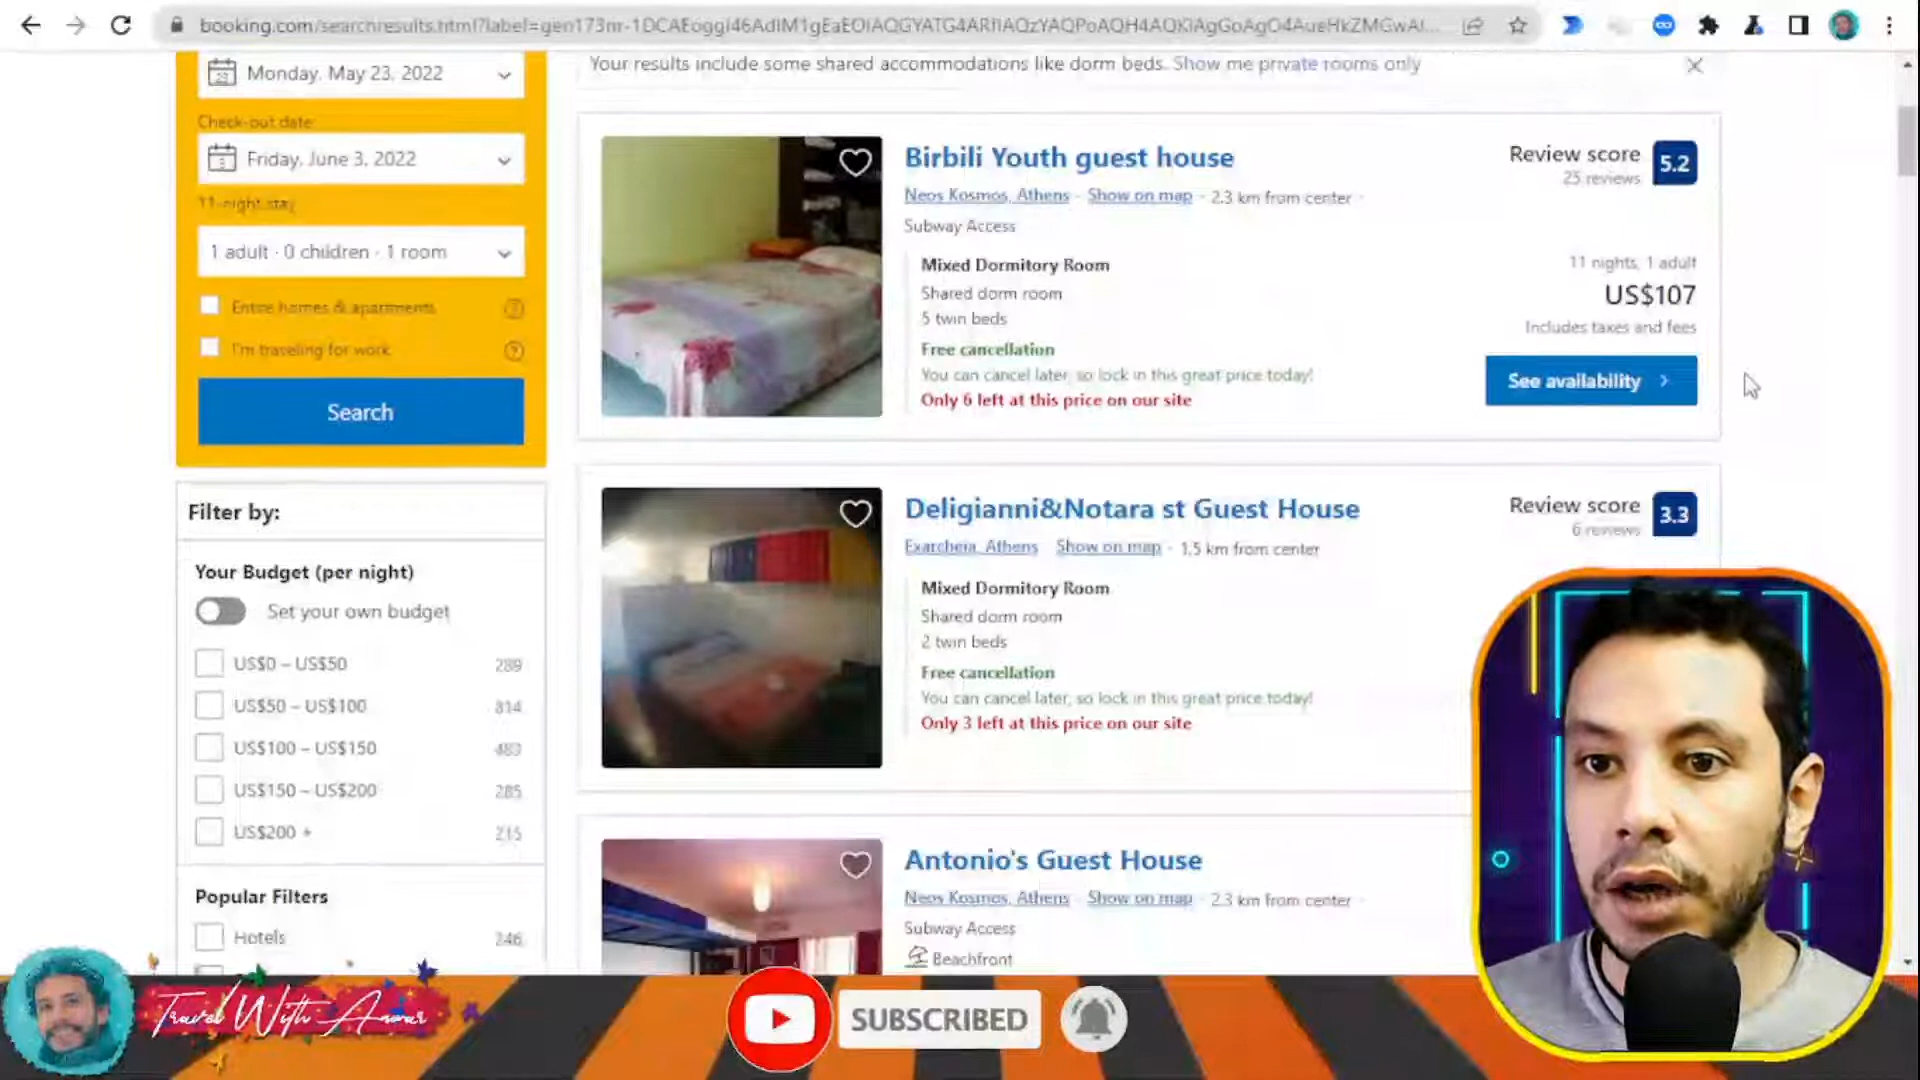 booking.com/searchresults.html?label=gen173m-1DCAEoggI46AdIM1gEaEOIAQGYATG4ARfIAQzYAQPoAQH4AQKIAgGoAgO4AueHkZMGwAI...
Monday, May 23, 2022
Check-out date
Friday, June 3, 2022
11-night stay
1 adult · 0 children · 1 room
Entire homes & apartments
I'm traveling for work
Search
Filter by:
Your Budget (per night)
Set your own budget
US$0 – US$50 289
US$50 – US$100 814
US$100 – US$150 483
US$150 – US$200 285
US$200 + 215
Popular Filters
Hotels 246
Your results include some shared accommodations like dorm beds. Show me private rooms only
Birbili Youth guest house
Neos Kosmos, Athens · Show on map · 2.3 km from center ·
Subway Access
Mixed Dormitory Room
Shared dorm room
5 twin beds
Free cancellation
You can cancel later, so lock in this great price today!
Only 6 left at this price on our site
Review score 5.2
25 reviews
11 nights, 1 adult
US$107
Includes taxes and fees
See availability
Deligianni&Notara st Guest House
Exarcheia, Athens Show on map · 1.5 km from center
Mixed Dormitory Room
Shared dorm room
2 twin beds
Free cancellation
You can cancel later, so lock in this great price today!
Only 3 left at this price on our site
Review score 3.3
6 reviews
Antonio's Guest House
Neos Kosmos, Athens · Show on map · 2.3 km from center ·
Subway Access
Beachfront
Travel With Anwar
SUBSCRIBED